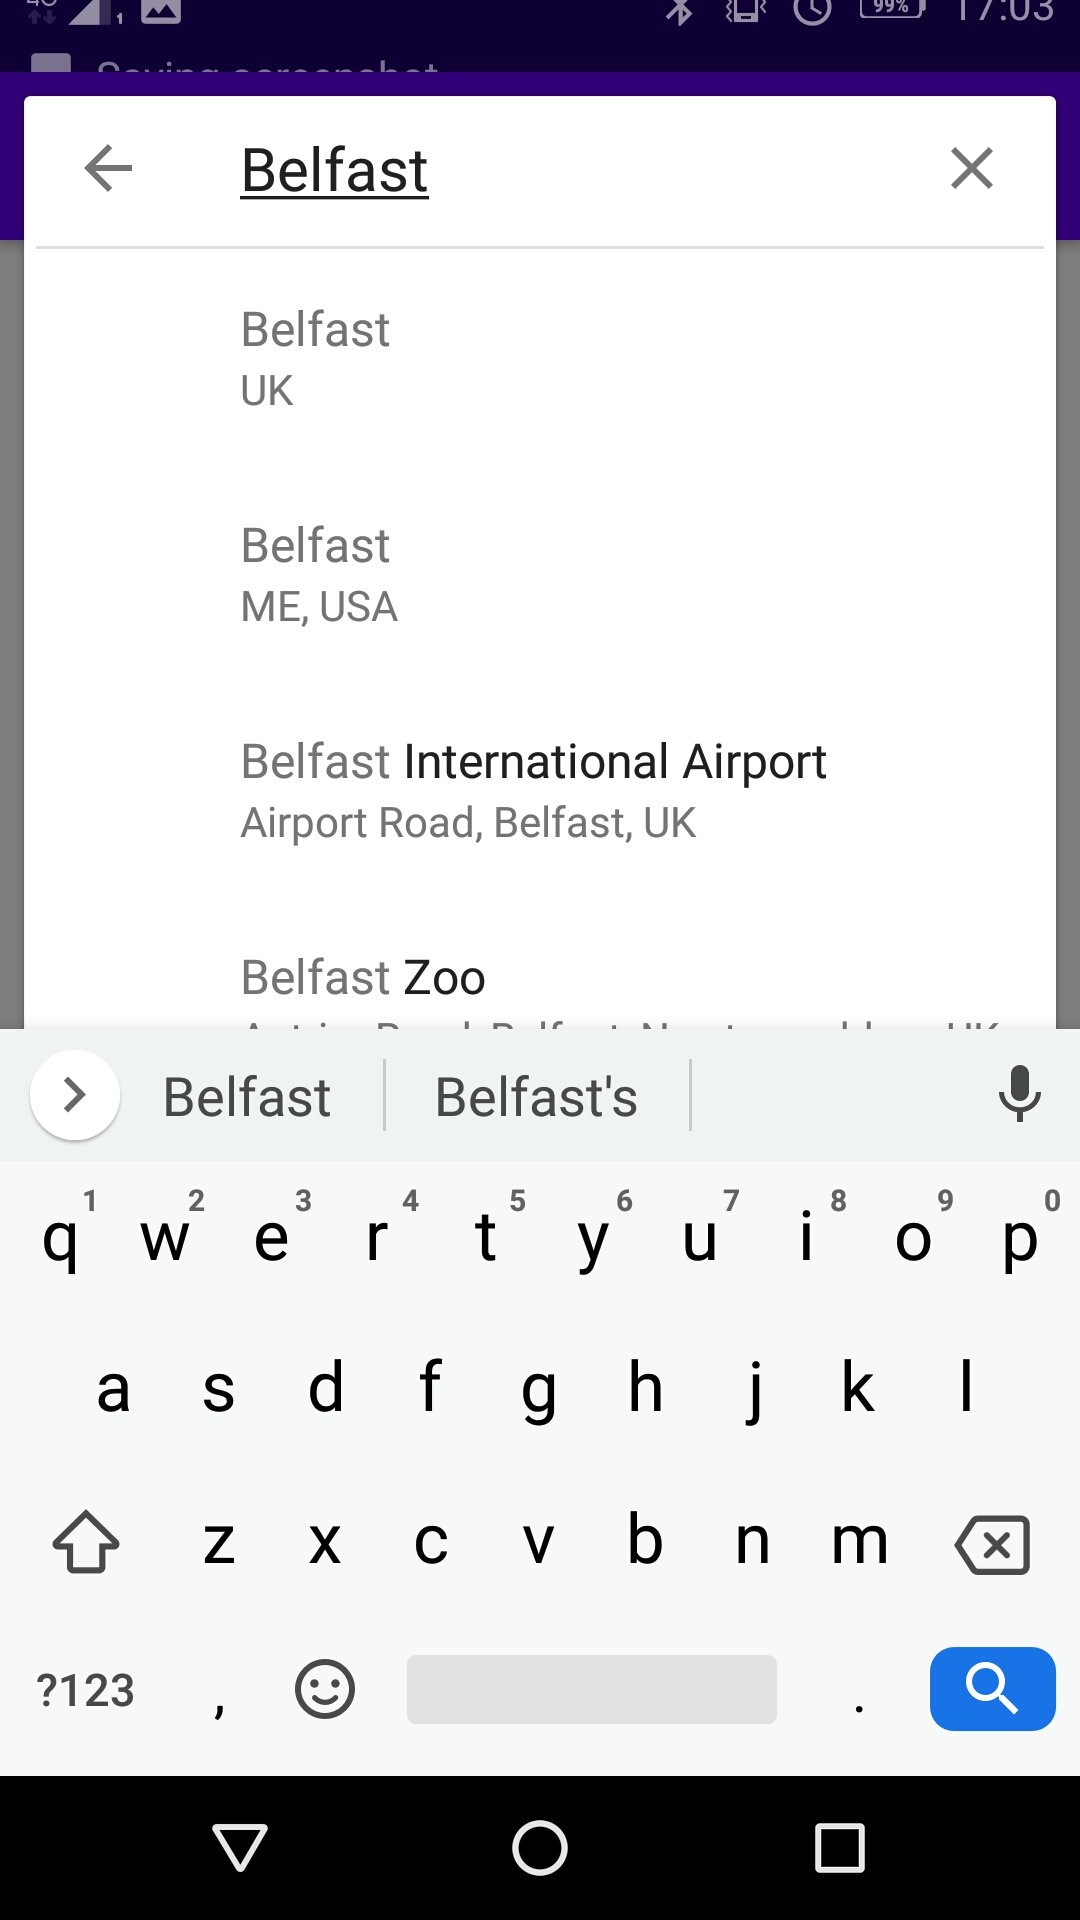 4G 1 99% 17:03
Saving screenshot
Belfast
Belfast
UK
Belfast
ME, USA
Belfast International Airport
Airport Road, Belfast, UK
Belfast Zoo
Belfast Belfast's
1 2 3 4 5 6 7 8 9 0
q w e r t y u i o p
a s d f g h j k l
z x c v b n m
?123 , .